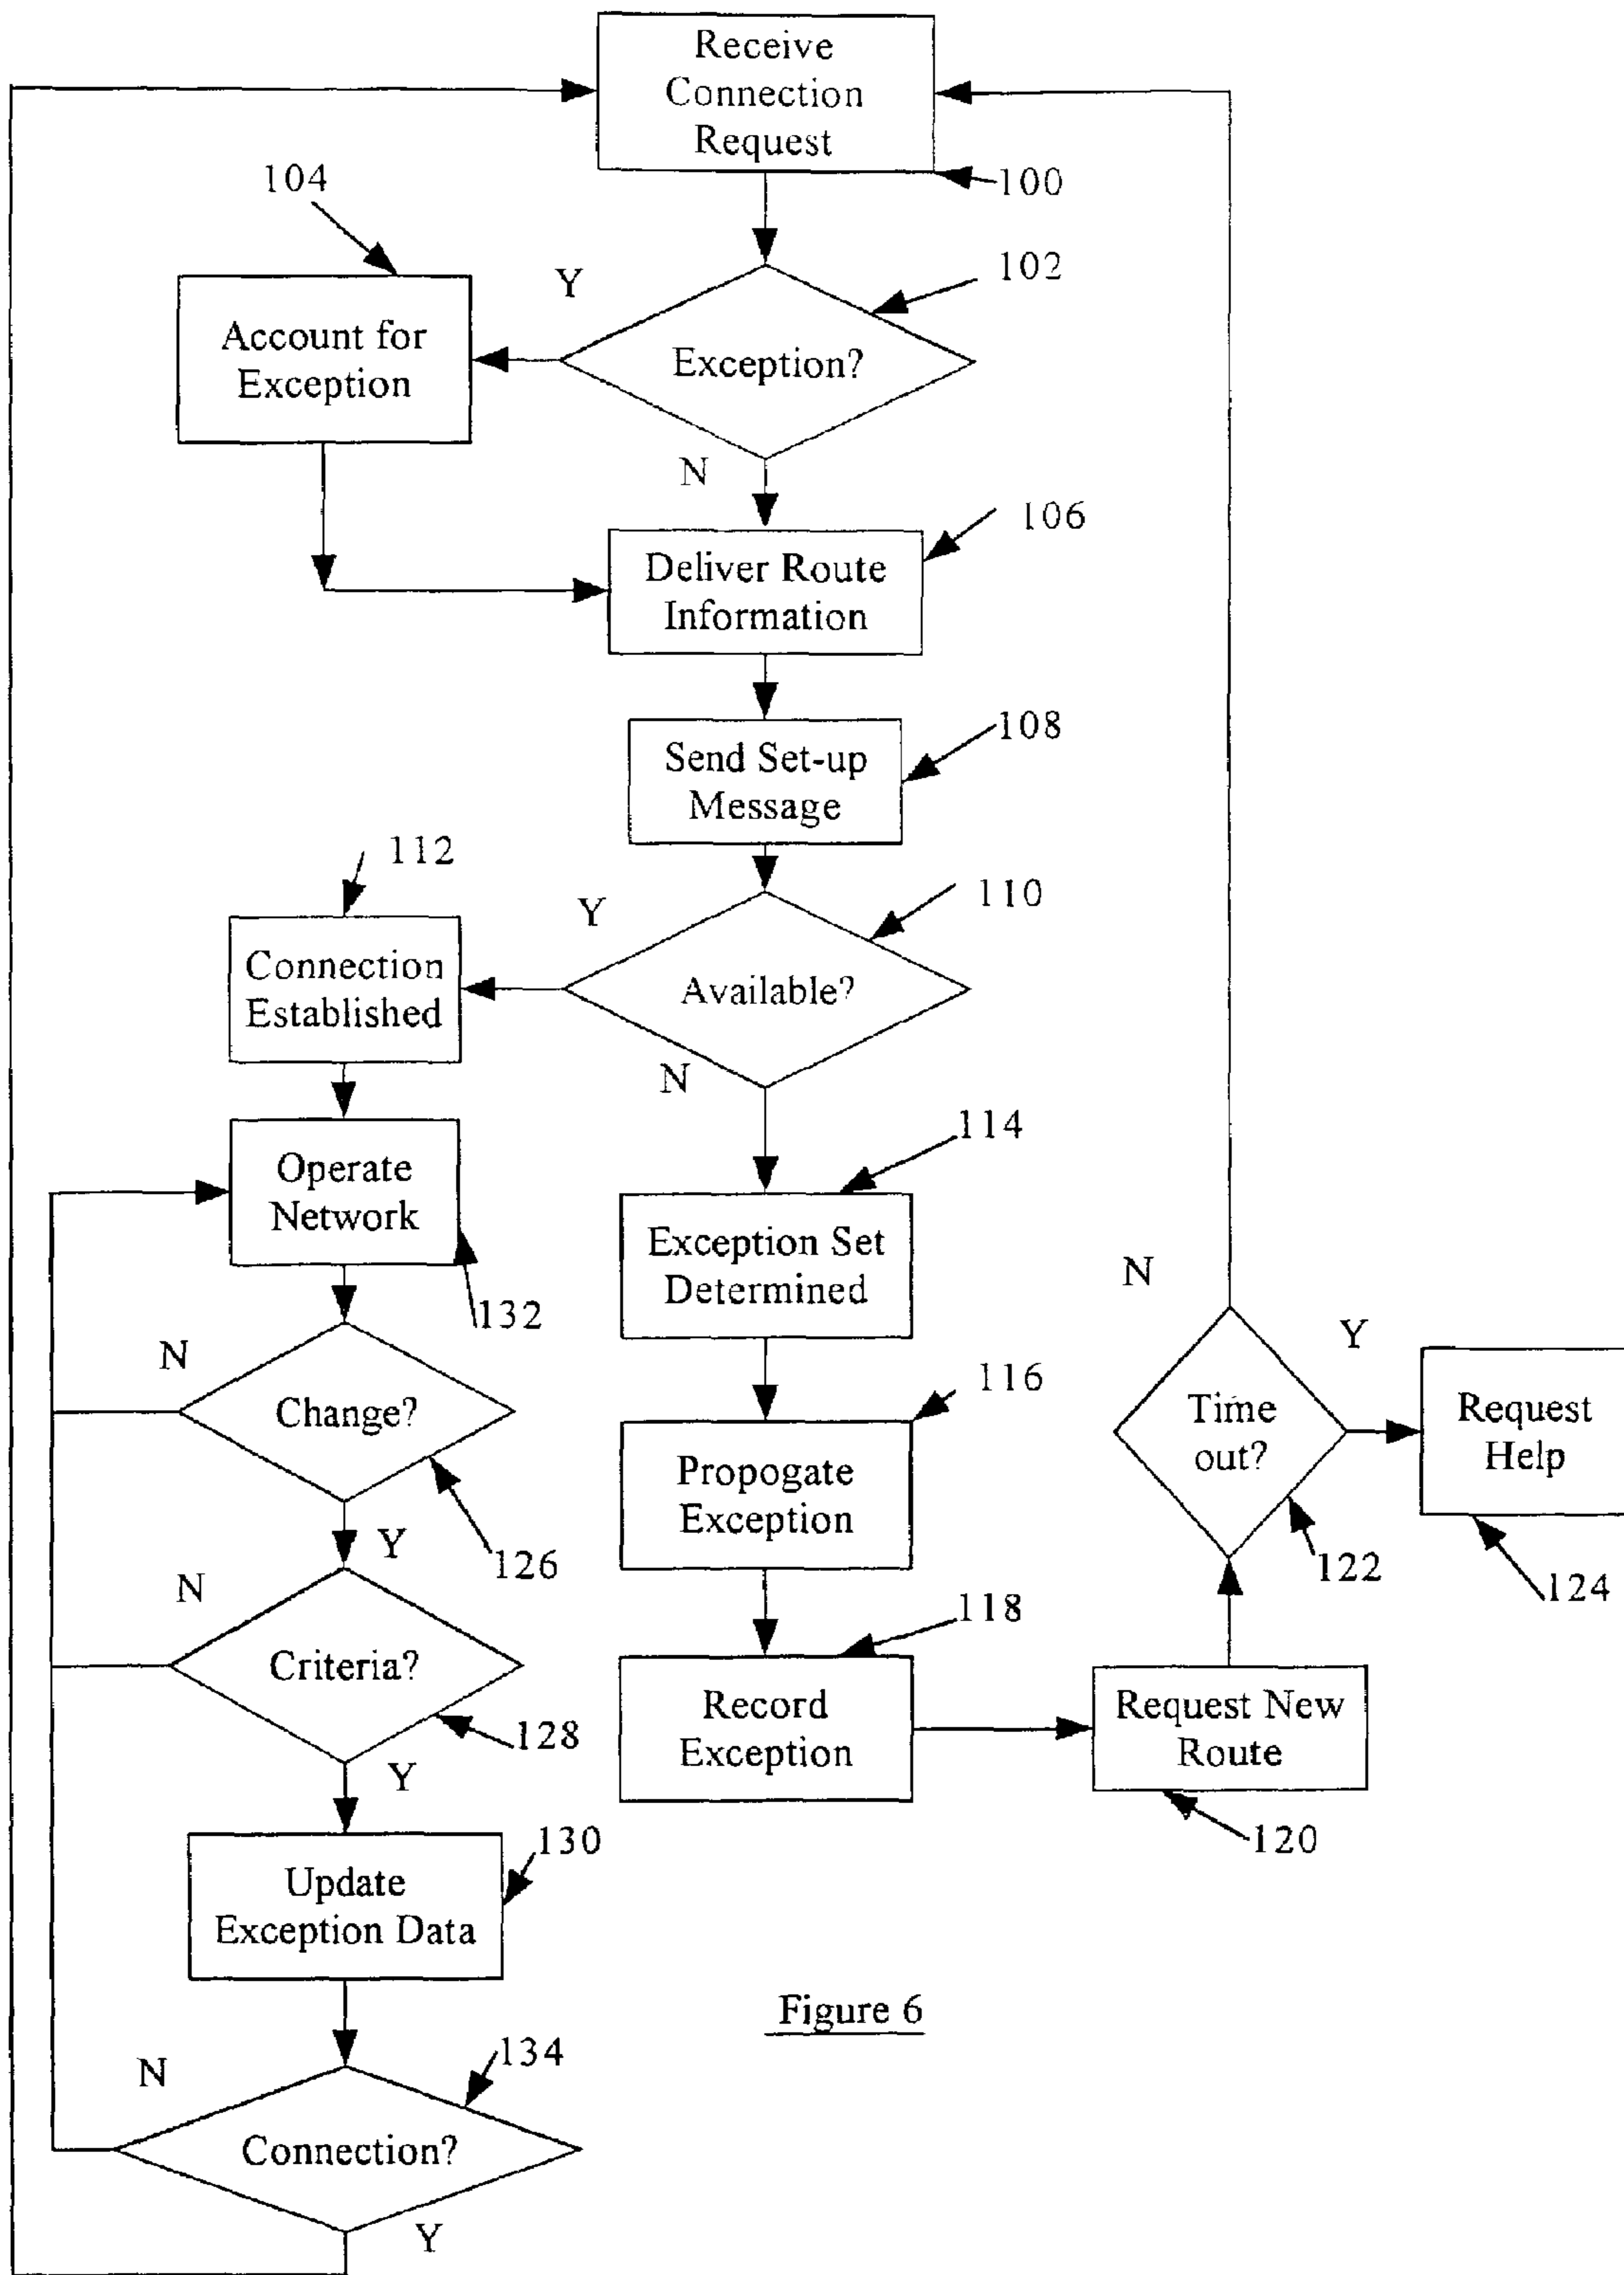 Receive
Connection
Request
100
104
102
Y
Exception?
Account for
Exception
N
106
Deliver Route
Information
108
Send Set-up
Message
112
110
Y
Available?
Connection
Established
N
114
Operate
Network
132
Exception Set
Determined
N
Y
N
Change?
116
Time
out?
Request
Help
Propogate
Exception
Y
126
122
124
N
118
Criteria?
128
Record
Exception
Request New
Route
Y
120
130
Update
Exception Data
Figure 6
134
N
Connection?
Y